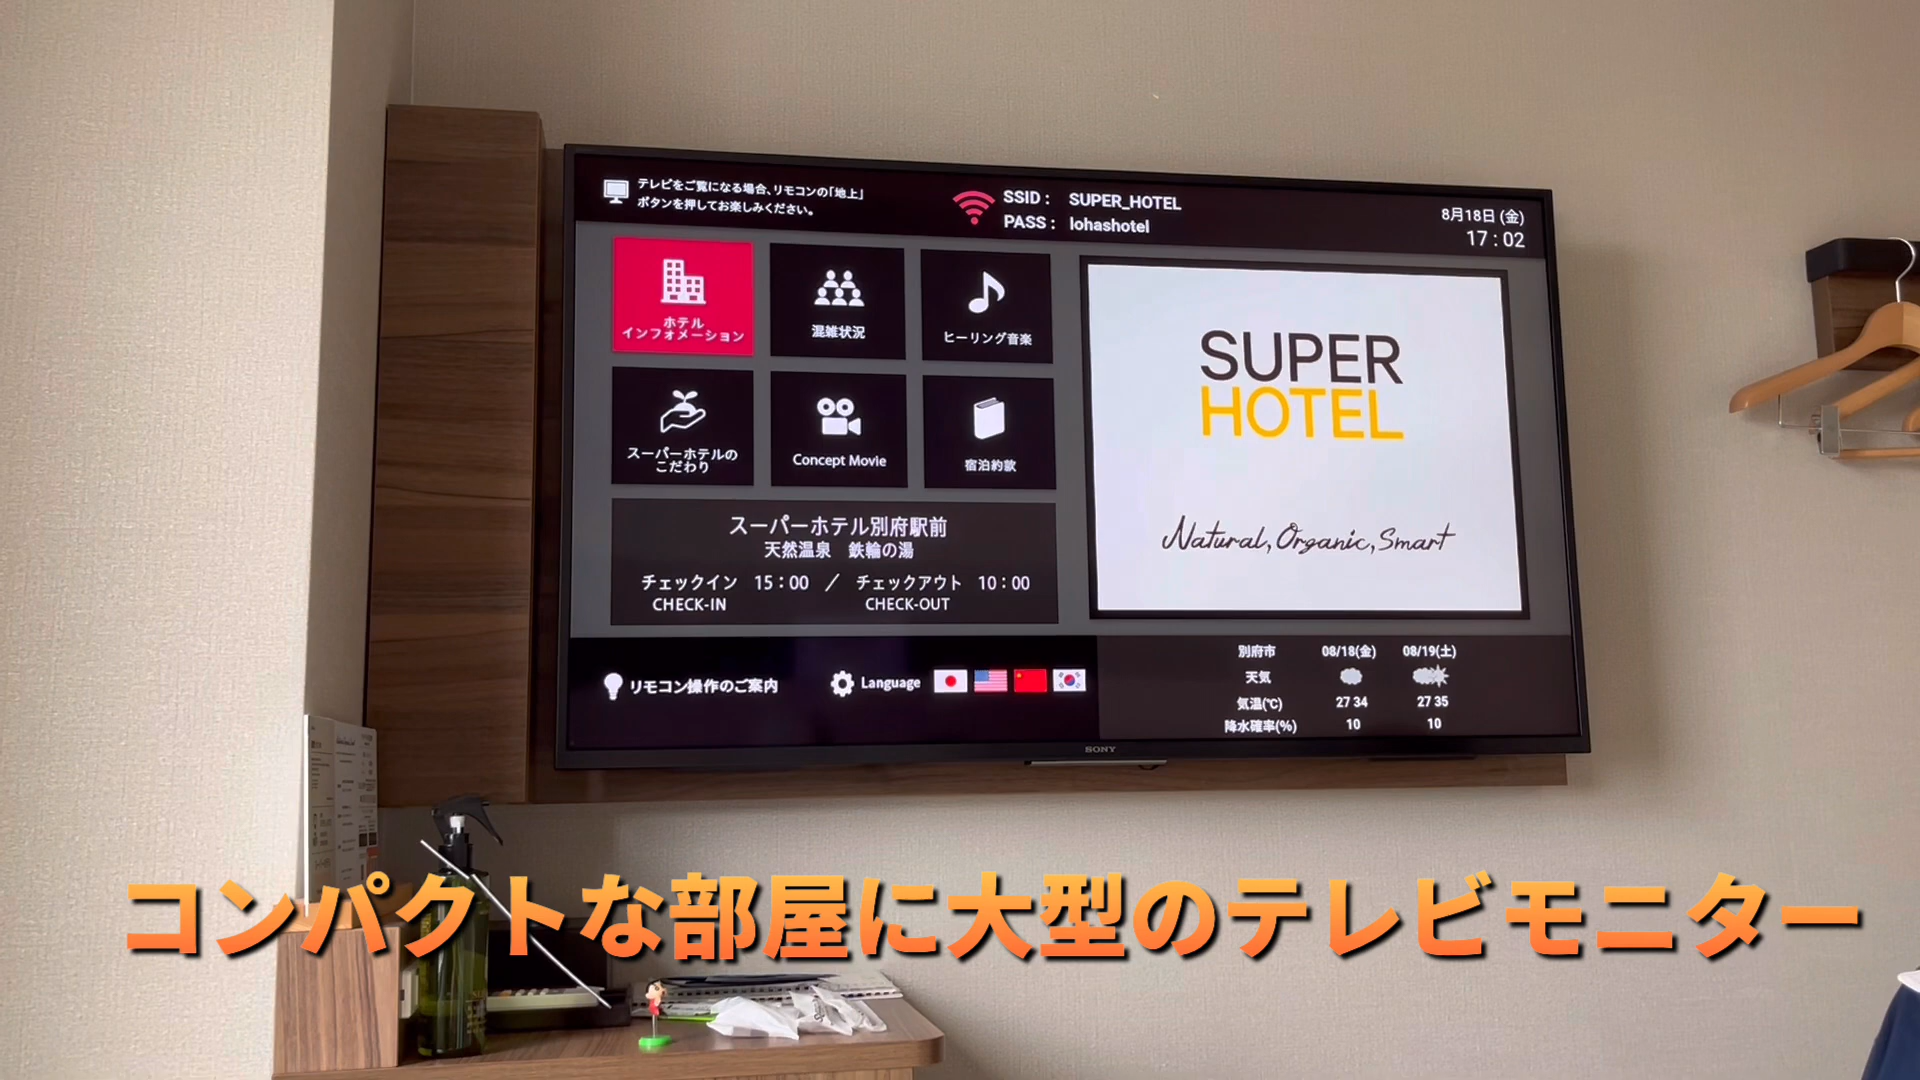 テレビをご覧になる場合、リモコンの「地上」
ボタンを押してお楽しみください。
SSID : SUPER_HOTEL
PASS : lohashotel
8月18日 (金)
17 : 02
ホテル
インフォメーション
混雑状況
ヒーリング音楽
スーパーホテルの
こだわり
Concept Movie
宿泊約款
SUPER
HOTEL
Natural, Organic, Smart
スーパーホテル別府駅前
天然温泉 鉄輪の湯
チェックイン 15:00 / チェックアウト 10:00
CHECK-IN CHECK-OUT
リモコン操作のご案内
Language
別府市 08/18(金) 08/19(土)
天気
気温(℃) 27 34 27 35
降水確率(%) 10 10
SONY
コンパクトな部屋に大型のテレビモニター